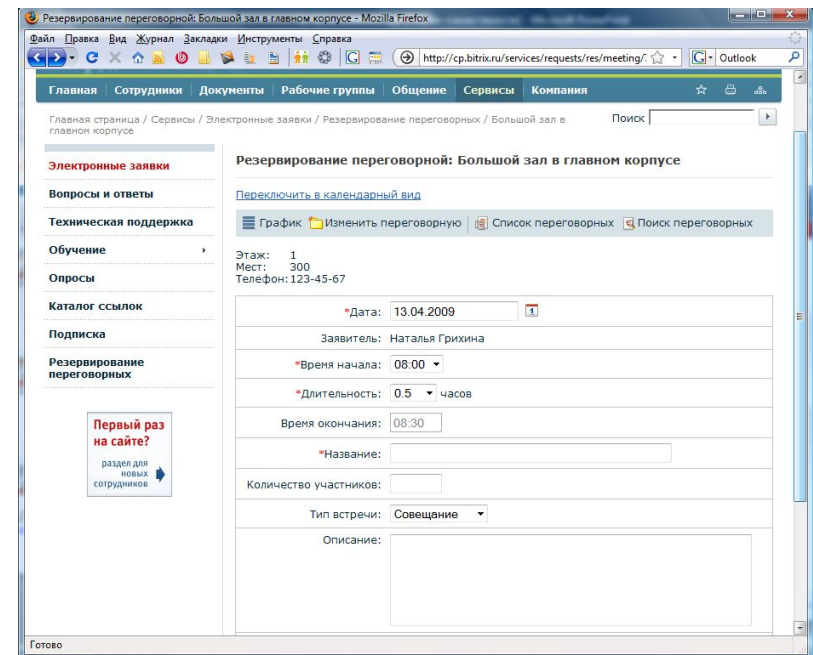 Резервирование переговорной: Большой зал в главном корпусе - Mozilla Firefox
Файл Правка Вид Журнал Закладки Инструменты Справка
http://cp.bitrix.ru/services/requests/res/meeting/
Outlook
Главная Сотрудники Документы Рабочие группы Общение Сервисы Компания
Главная страница / Сервисы / Электронные заявки / Резервирование переговорных / Большой зал в
главном корпусе
Поиск
Электронные заявки
Вопросы и ответы
Техническая поддержка
Обучение
Опросы
Каталог ссылок
Подписка
Резервирование
переговорных
Первый раз
на сайте?
раздел для
новых
сотрудников
Резервирование переговорной: Большой зал в главном корпусе
Переключить в календарный вид
График Изменить переговорную Список переговорных Поиск переговорных
Этаж: 1
Мест: 300
Телефон: 123-45-67
*Дата: 13.04.2009
Заявитель: Наталья Грихина
*Время начала: 08:00
*Длительность: 0.5 часов
Время окончания: 08:30
*Название:
Количество участников:
Тип встречи: Совещание
Описание:
Готово